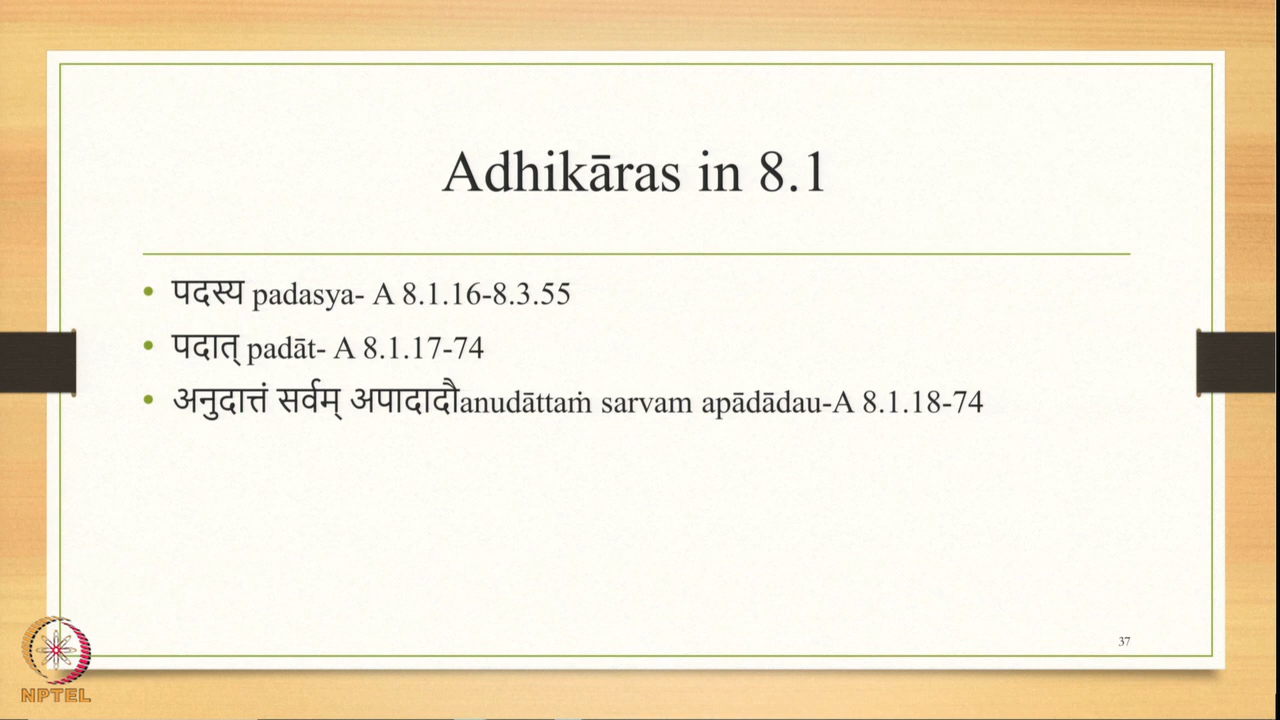 Adhikāras in 8.1
• पदस्य padasya- A 8.1.16-8.3.55
• पदात् padāt- A 8.1.17-74
• अनुदात्तं सर्वम् अपादादौanudāttaṁ sarvam apādādau-A 8.1.18-74
37
NPTEL